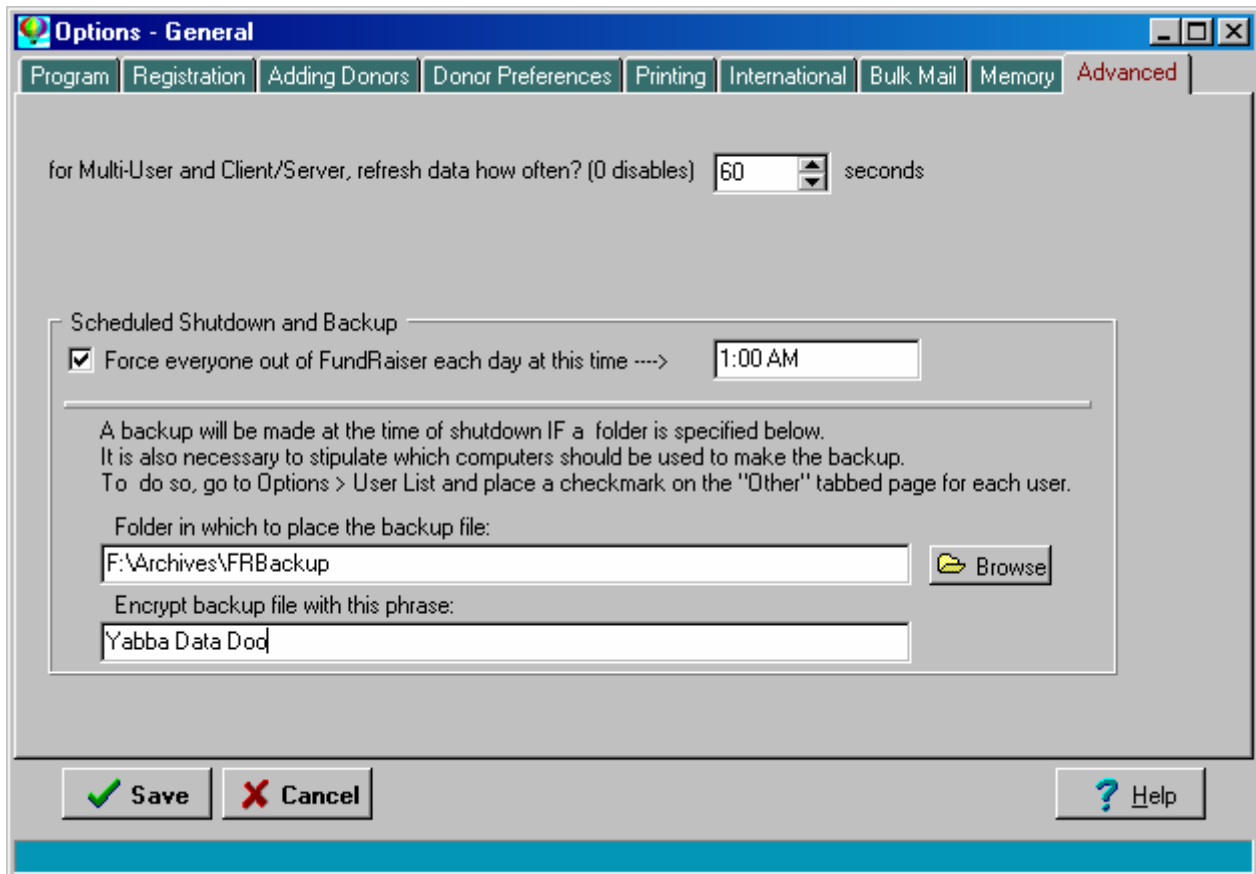 Options - General
Program Registration Adding Donors Donor Preferences Printing International Bulk Mail Memory Advanced
for Multi-User and Client/Server, refresh data how often? (0 disables) 60 seconds
Scheduled Shutdown and Backup
Force everyone out of FundRaiser each day at this time ----> 1:00 AM
A backup will be made at the time of shutdown IF a folder is specified below.
It is also necessary to stipulate which computers should be used to make the backup.
To do so, go to Options > User List and place a checkmark on the "Other" tabbed page for each user.
Folder in which to place the backup file:
F:\Archives\FRBackup Browse
Encrypt backup file with this phrase:
Yabba Data Doo
Save Cancel Help